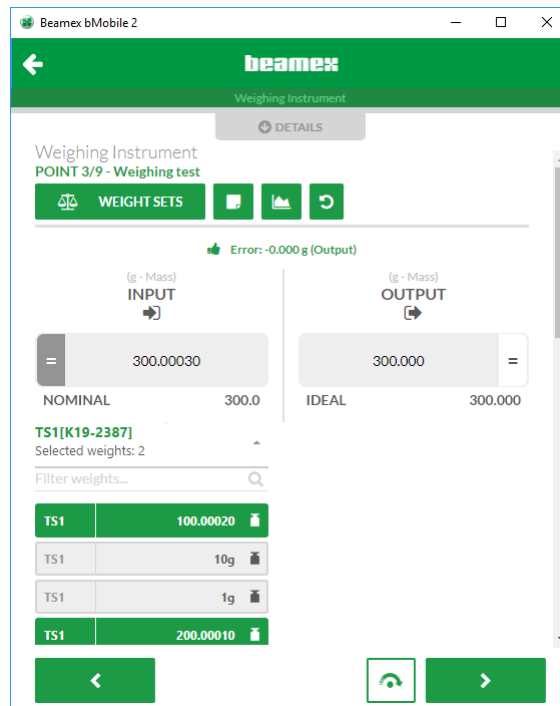 Beamex bMobile 2
beamex
Weighing Instrument
DETAILS
Weighing Instrument
POINT 3/9 - Weighing test
WEIGHT SETS
Error: -0.000 g (Output)
(g - Mass)
INPUT
= 300.00030
NOMINAL 300.0
(g - Mass)
OUTPUT
300.000 =
IDEAL 300.000
TS1[K19-2387]
Selected weights: 2
Filter weights...
TS1 100.00020
TS1 10g
TS1 1g
TS1 200.00010